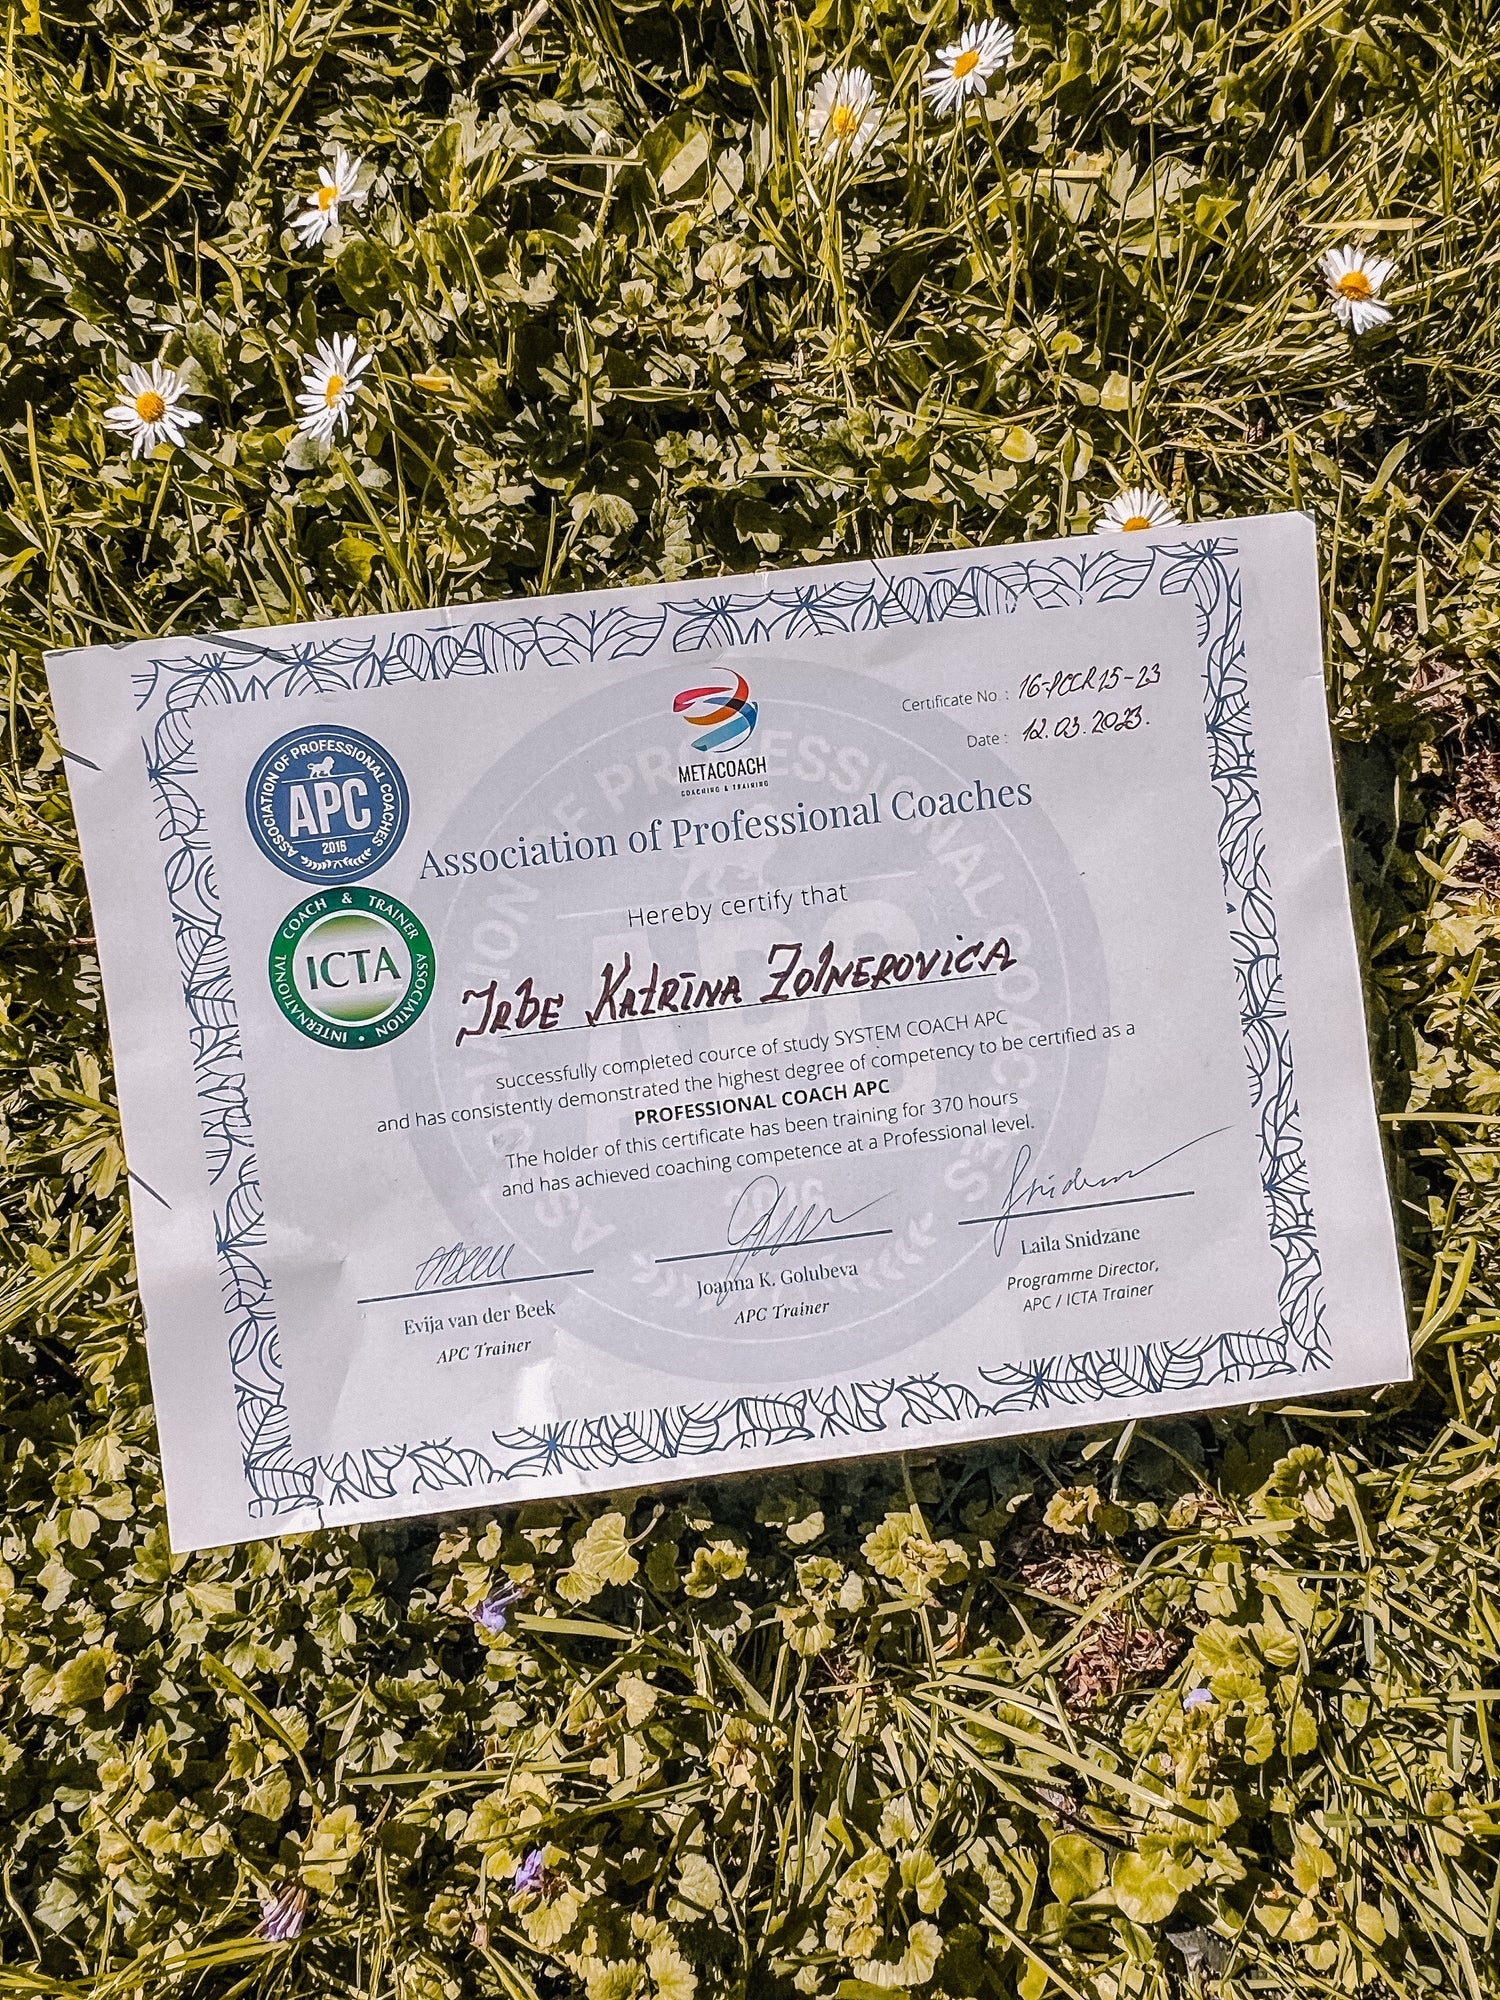 Certificate No. : 16-PCCR15-23
Date : 12.03.2023.
METACOACH
COACHING & TRAINING
ASSOCIATION OF PROFESSIONAL COACHES
APC
2016
Association of Professional Coaches
INTERNATIONAL COACH & TRAINER ASSOCIATION •
ICTA
Hereby certify that
Katrīna Zolneroviča
successfully completed cource of study SYSTEM COACH APC
and has consistently demonstrated the highest degree of competency to be certified as a
PROFESSIONAL COACH APC
The holder of this certificate has been training for 370 hours
and has achieved coaching competence at a Professional level.
Evija van der Beek
APC Trainer
Joanna K. Golubeva
APC Trainer
Laila Snidzāne
Programme Director,
APC / ICTA Trainer